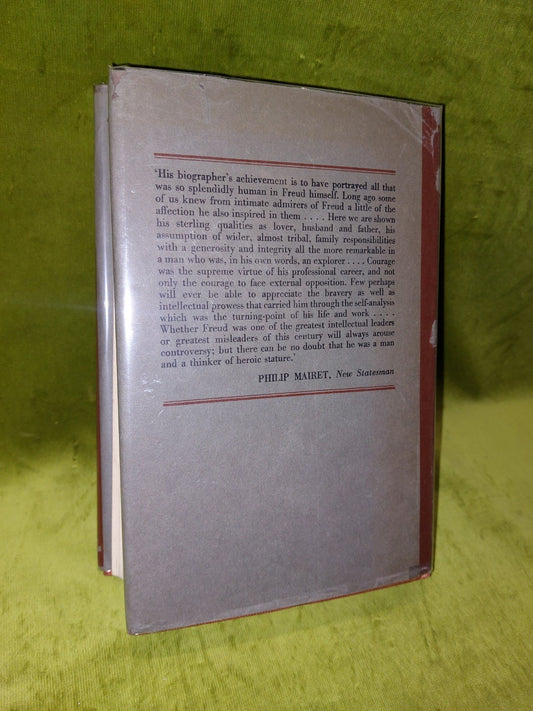 'His biographer's achievement is to have portrayed all that
was so splendidly human in Freud himself. Long ago some
of us knew from intimate admirers of Freud a little of the
affection he also inspired in them . . . . Here we are shown
his sterling qualities as lover, husband and father, his
assumption of wider, almost tribal, family responsibilities
with a generosity and integrity all the more remarkable in
a man who was, in his own words, an explorer . . . . Courage
was the supreme virtue of his professional career, and not
only the courage to face external opposition. Few perhaps
will ever be able to appreciate the bravery as well as
intellectual prowess that carried him through the self-analysis
which was the turning-point of his life and work . . . .
Whether Freud was one of the greatest intellectual leaders
or greatest misleaders of this century will always arouse
controversy; but there can be no doubt that he was a man
and a thinker of heroic stature.'
PHILIP MAIRET, New Statesman